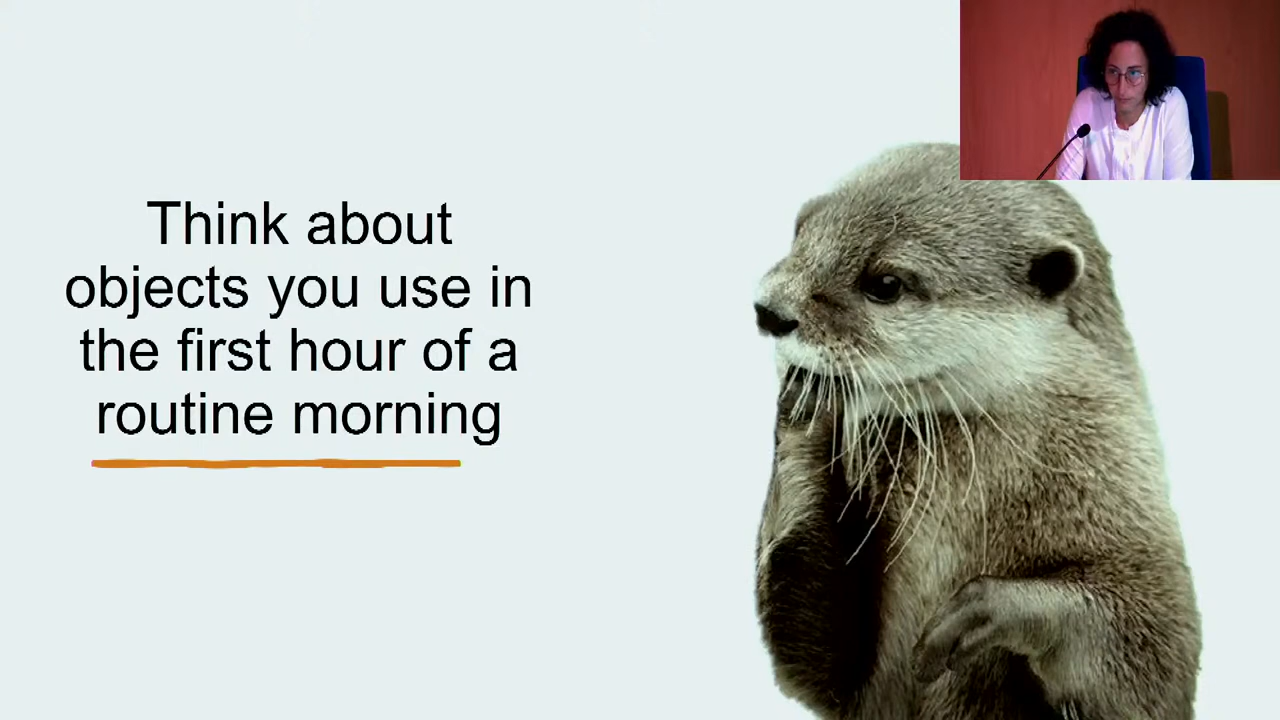 Think about
objects you use in
the first hour of a
routine morning